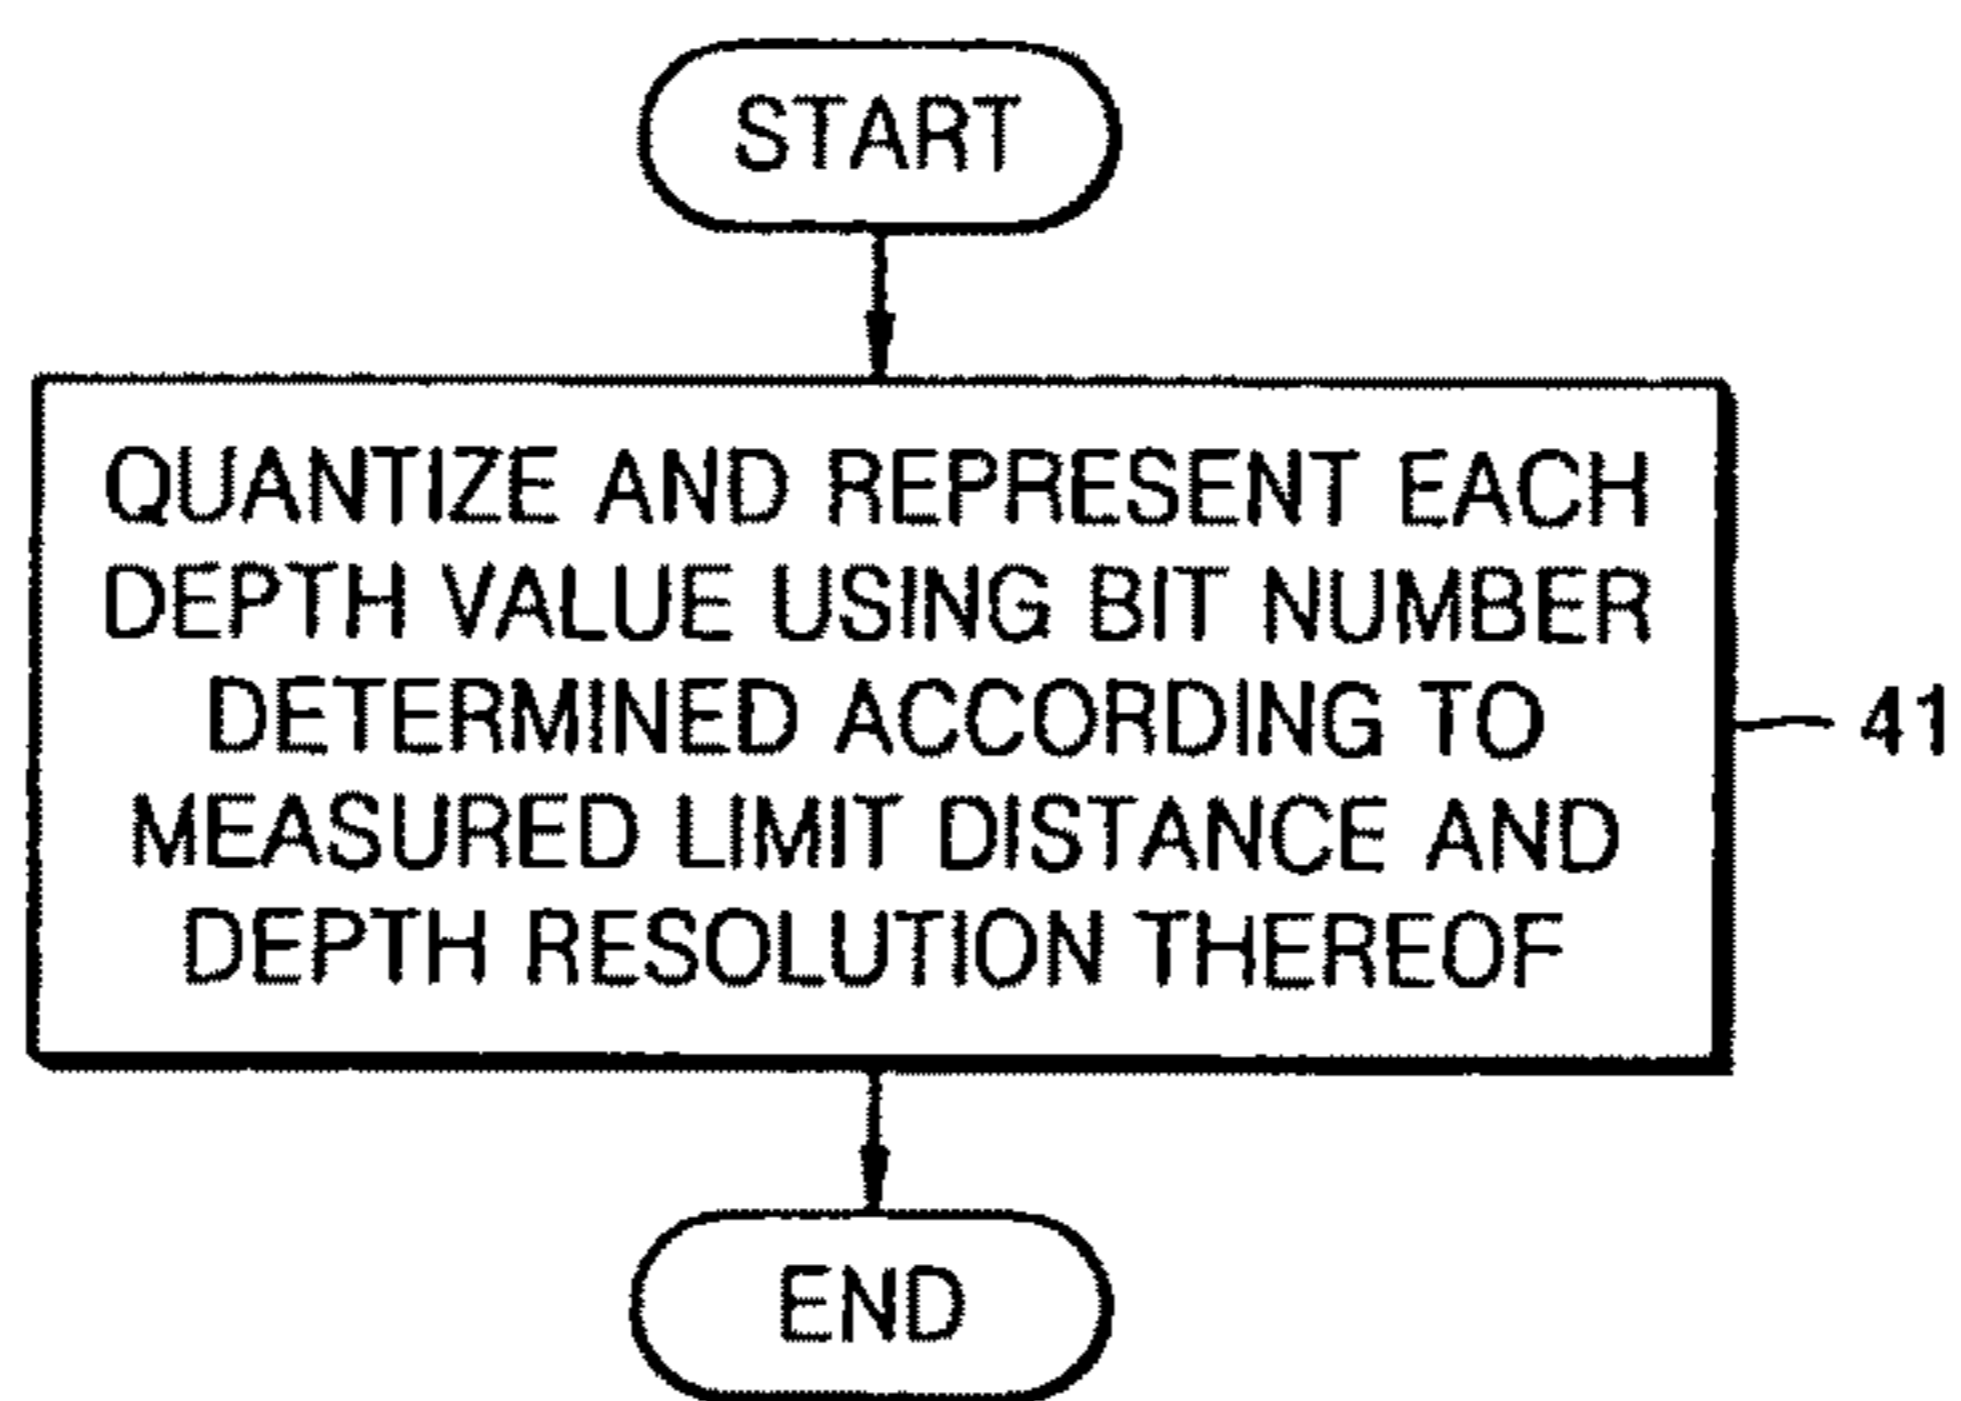 START
QUANTIZE AND REPRESENT EACH
DEPTH VALUE USING BIT NUMBER
DETERMINED ACCORDING TO
MEASURED LIMIT DISTANCE AND
DEPTH RESOLUTION THEREOF
41
END